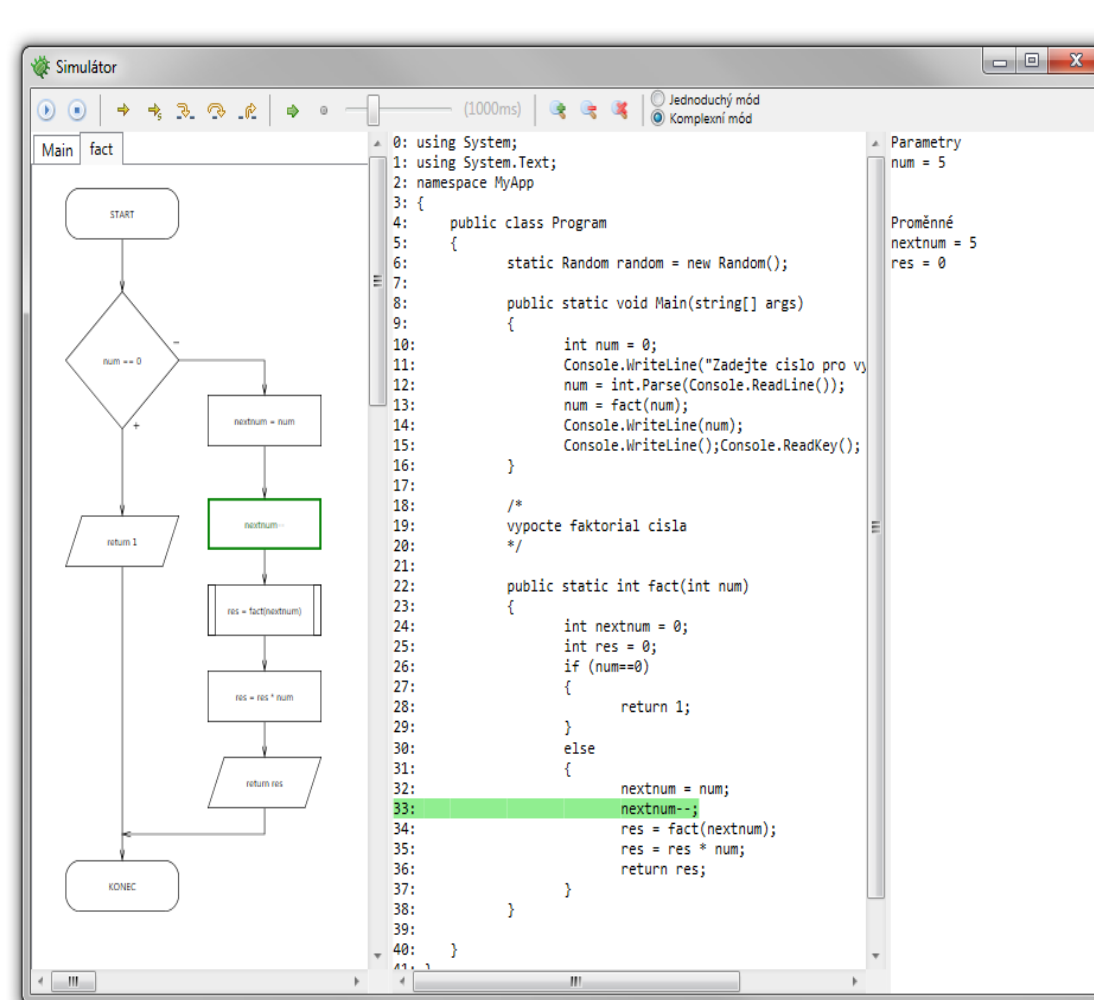 Simulátor
(1000ms)
Jednoduchý mód
Komplexní mód
Main fact
START
num == 0
−
+
nextnum = num
nextnum--
return 1
res = fact(nextnum)
res = res * num
return res
KONEC
0: using System;
1: using System.Text;
2: namespace MyApp
3: {
4: public class Program
5: {
6: static Random random = new Random();
7:
8: public static void Main(string[] args)
9: {
10: int num = 0;
11: Console.WriteLine("Zadejte cislo pro vy
12: num = int.Parse(Console.ReadLine());
13: num = fact(num);
14: Console.WriteLine(num);
15: Console.WriteLine();Console.ReadKey();
16: }
17:
18: /*
19: vypocte faktorial cisla
20: */
21:
22: public static int fact(int num)
23: {
24: int nextnum = 0;
25: int res = 0;
26: if (num==0)
27: {
28: return 1;
29: }
30: else
31: {
32: nextnum = num;
33: nextnum--;
34: res = fact(nextnum);
35: res = res * num;
36: return res;
37: }
38: }
39:
40: }
41: }
Parametry
num = 5
Proměnné
nextnum = 5
res = 0